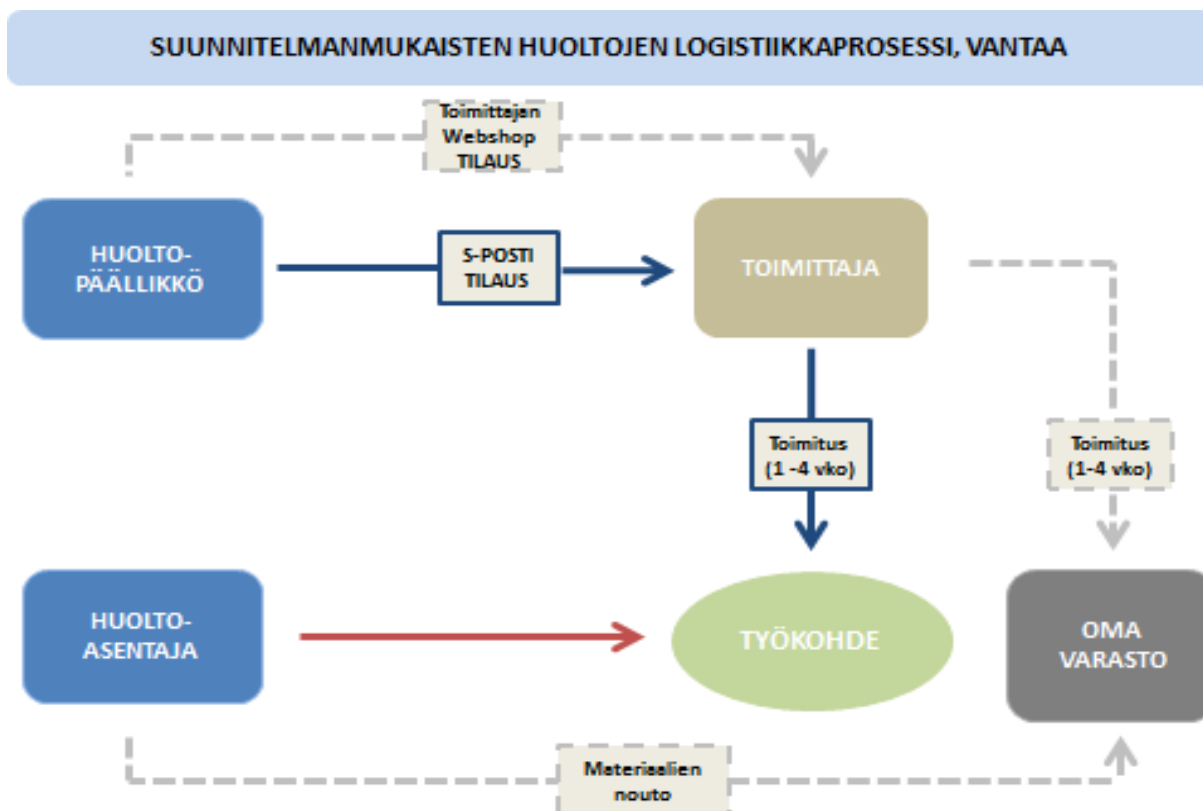 SUUNNITELMANMUKAISTEN HUOLTOJEN LOGISTIIKKAPROSESSI, VANTAA
Toimittajan
Webshop
TILAUS
HUOLTO-
PÄÄLLIKKÖ
S-POSTI
TILAUS
TOIMITTAJA
Toimitus
(1 -4 vko)
Toimitus
(1-4 vko)
HUOLTO-
ASENTAJA
TYÖKOHDE
OMA
VARASTO
Materiaalien
nouto